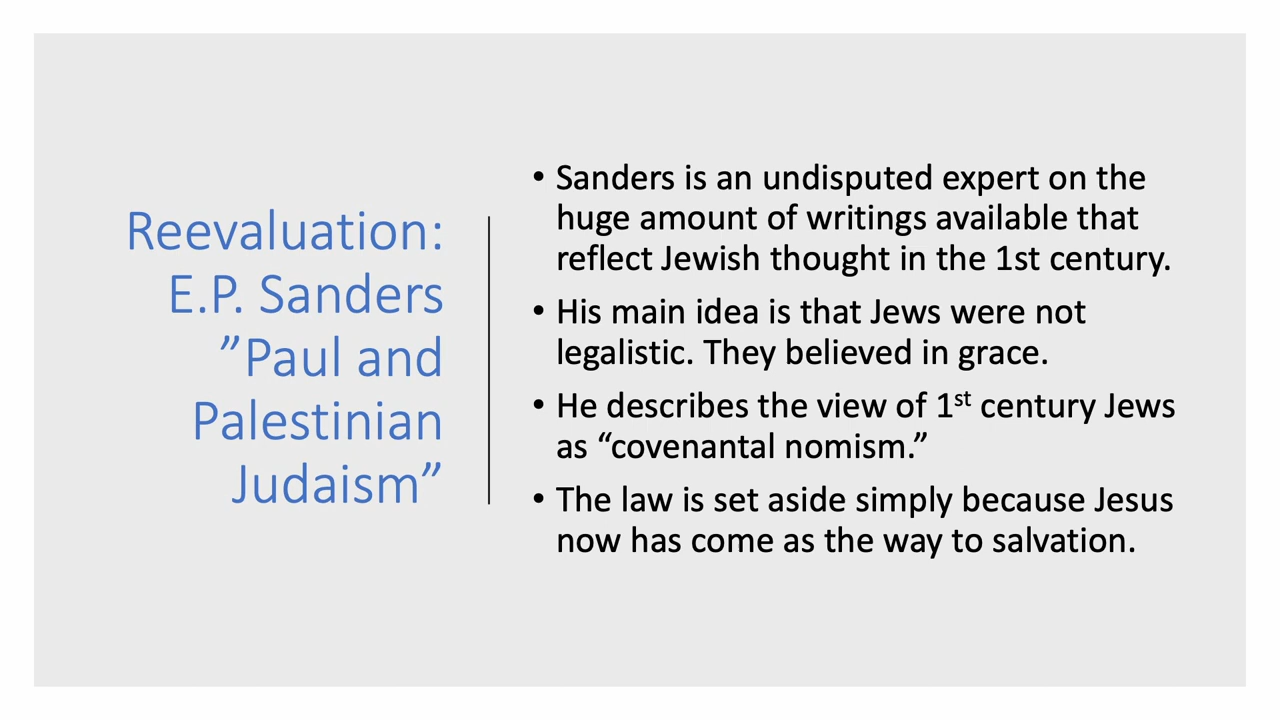 Reevaluation:
E.P. Sanders
”Paul and
Palestinian
Judaism”
• Sanders is an undisputed expert on the
huge amount of writings available that
reflect Jewish thought in the 1st century.
• His main idea is that Jews were not
legalistic. They believed in grace.
• He describes the view of 1st century Jews
as “covenantal nomism.”
• The law is set aside simply because Jesus
now has come as the way to salvation.